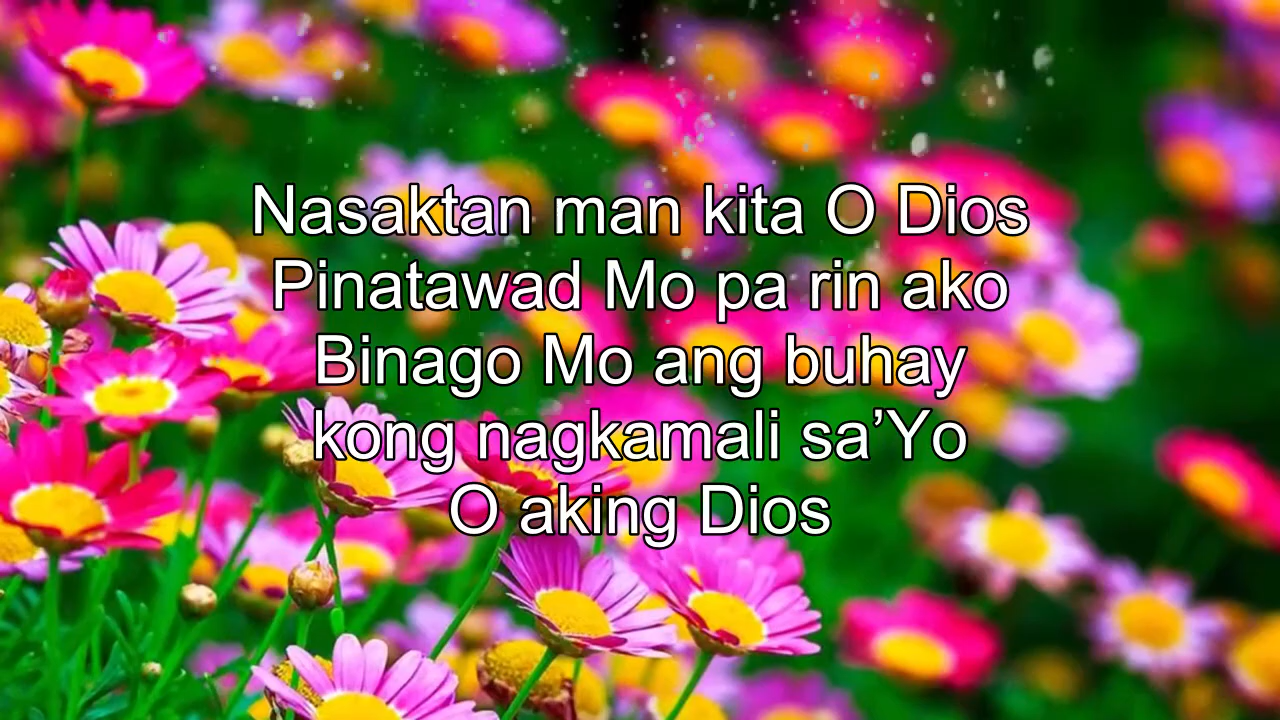 Nasaktan man kita O Dios
Pinatawad Mo pa rin ako
Binago Mo ang buhay
kong nagkamali sa’Yo
O aking Dios